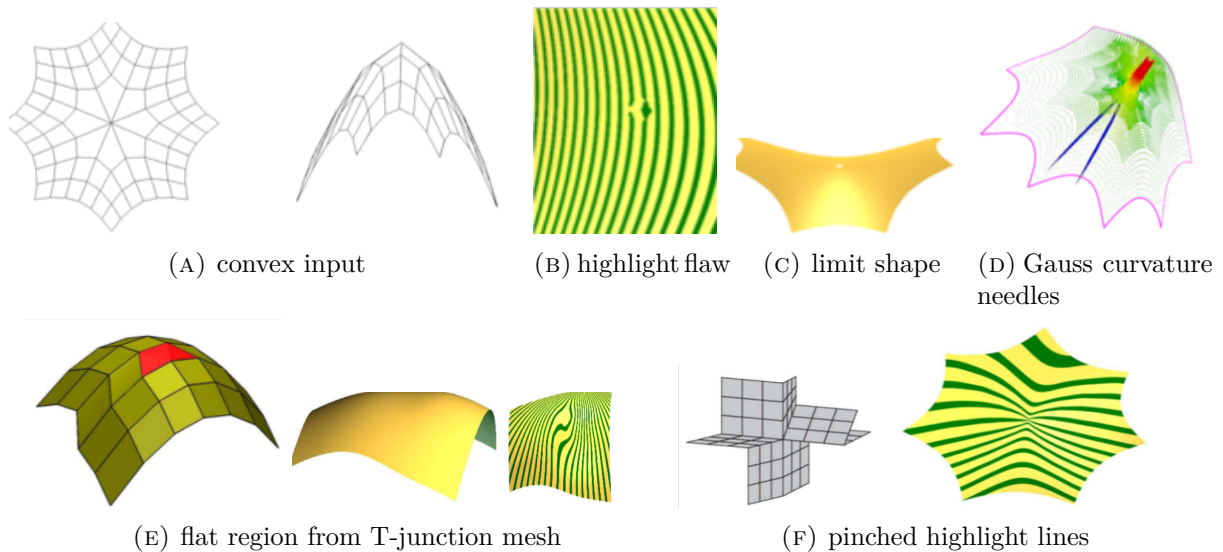 (A) convex input
(B) highlight flaw
(C) limit shape
(D) Gauss curvature
needles
(E) flat region from T-junction mesh
(F) pinched highlight lines